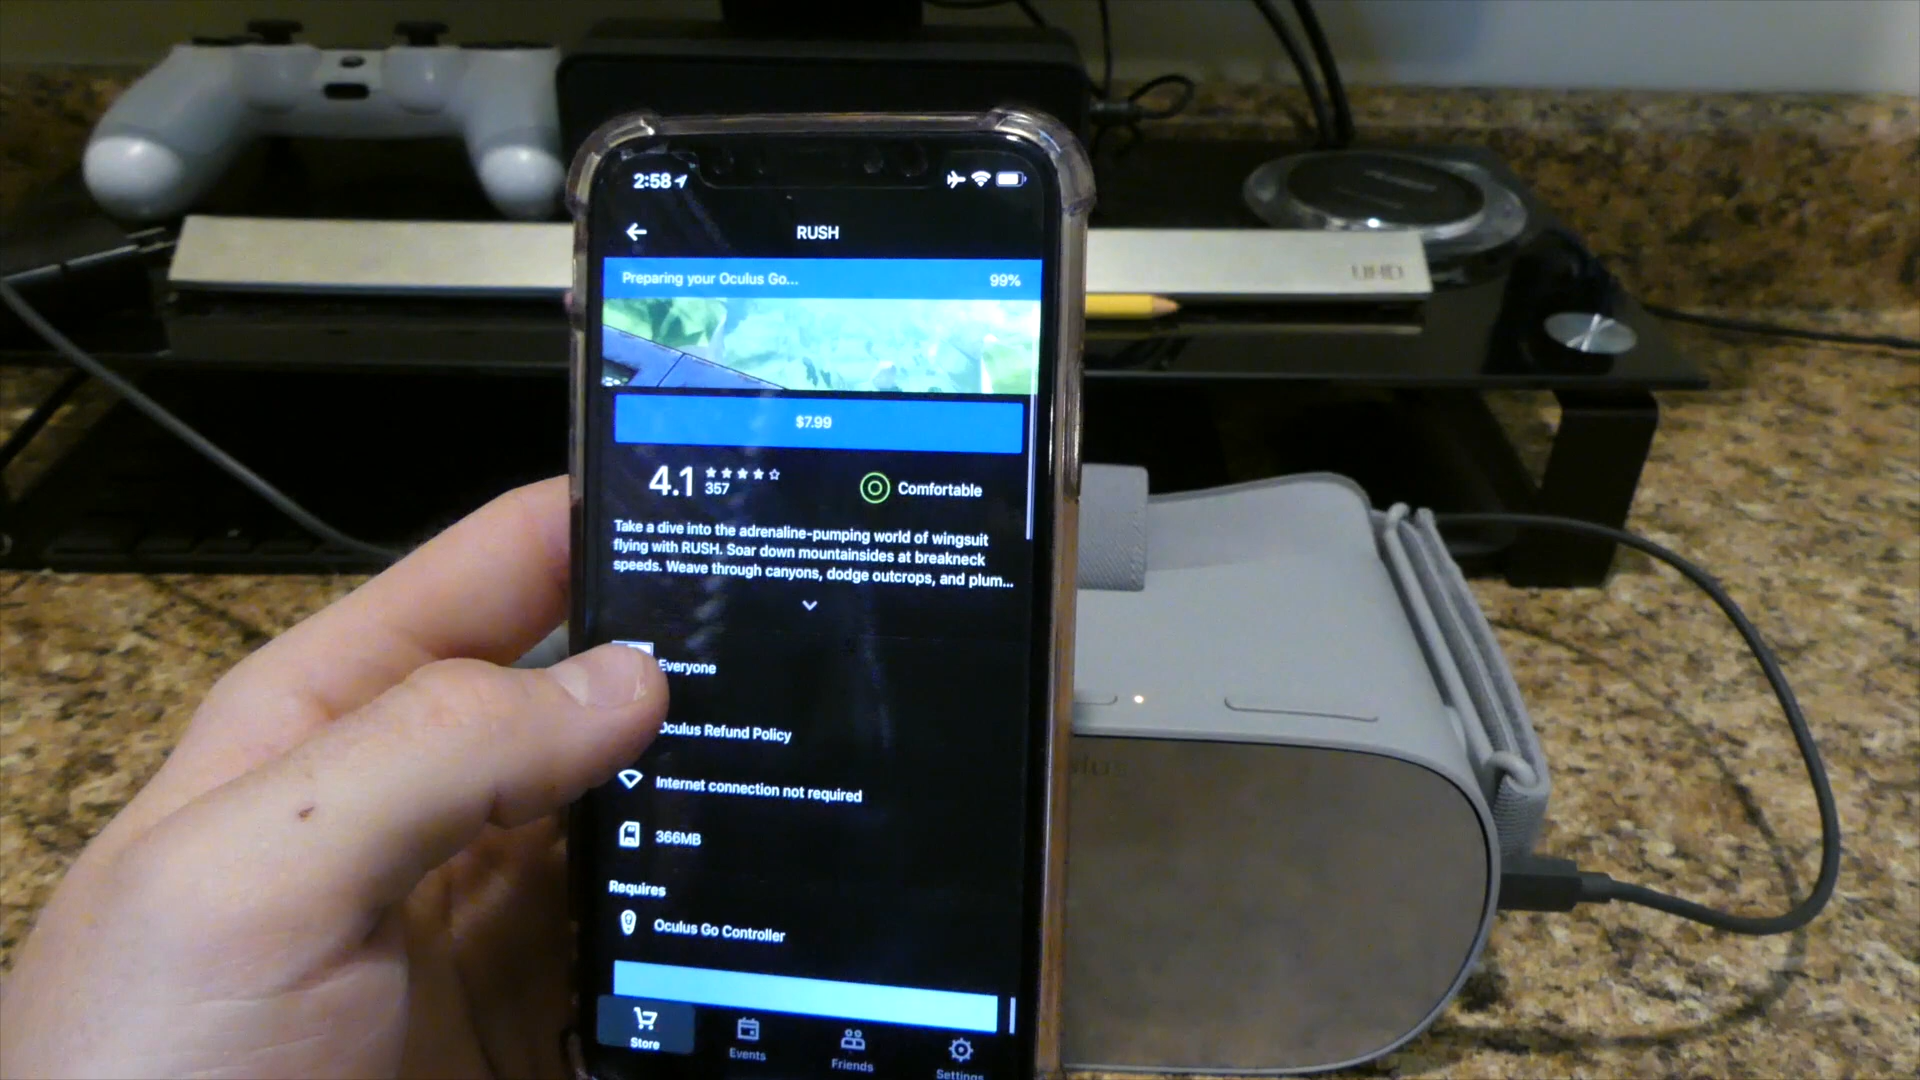 2:58
RUSH
Preparing your Oculus Go... 99%
$7.99
4.1
357
Comfortable
Take a dive into the adrenaline-pumping world of wingsuit
flying with RUSH. Soar down mountainsides at breakneck
speeds. Weave through canyons, dodge outcrops, and plum...
Everyone
Oculus Refund Policy
Internet connection not required
366MB
Requires
Oculus Go Controller
Store
Events
Friends
Settings
UHD